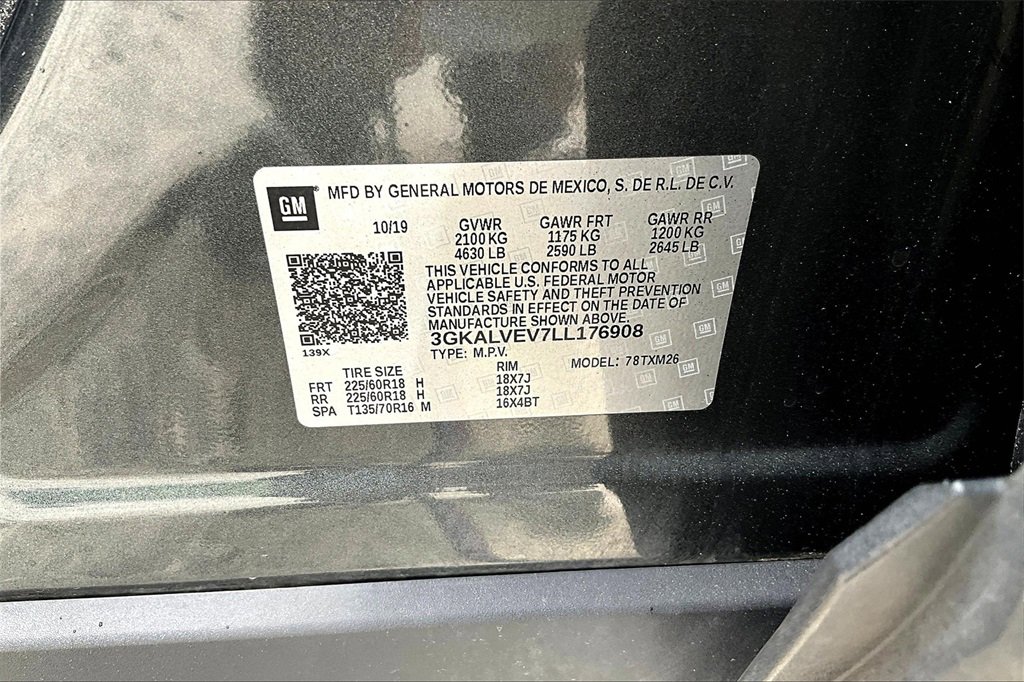 GM MFD BY GENERAL MOTORS DE MEXICO, S. DE R.L. DE C.V.
10/19 GVWR GAWR FRT GAWR RR
2100 KG 1175 KG 1200 KG
4630 LB 2590 LB 2645 LB
THIS VEHICLE CONFORMS TO ALL
APPLICABLE U.S. FEDERAL MOTOR
VEHICLE SAFETY AND THEFT PREVENTION
STANDARDS IN EFFECT ON THE DATE OF
MANUFACTURE SHOWN ABOVE.
3GKALVEV7LL176908
139X TYPE: M.P.V. MODEL: 78TXM26
TIRE SIZE RIM
FRT 225/60R18 H 18X7J
RR 225/60R18 H 18X7J
SPA T135/70R16 M 16X4BT